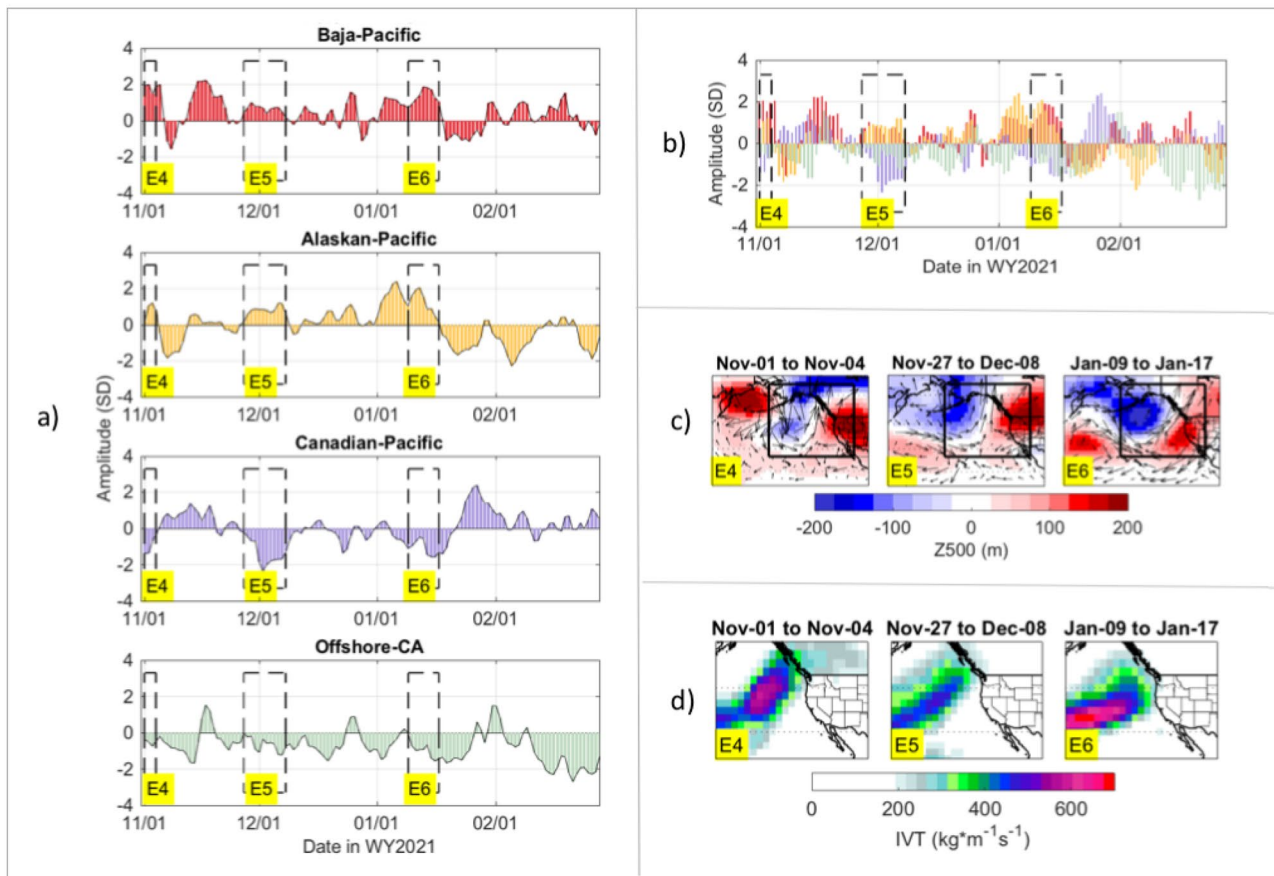 a)
Amplitude (SD)
Baja-Pacific
4
2
0
-2
-4
E4
E5
E6
11/01 12/01 01/01 02/01
Alaskan-Pacific
4
2
0
-2
-4
E4
E5
E6
11/01 12/01 01/01 02/01
Canadian-Pacific
4
2
0
-2
-4
E4
E5
E6
11/01 12/01 01/01 02/01
Offshore-CA
4
2
0
-2
-4
E4
E5
E6
11/01 12/01 01/01 02/01
Date in WY2021
b)
Amplitude (SD)
4
2
0
-2
-4
E4
E5
E6
11/01 12/01 01/01 02/01
Date in WY2021
c)
Nov-01 to Nov-04 Nov-27 to Dec-08 Jan-09 to Jan-17
E4 E5 E6
-200 -100 0 100 200
Z500 (m)
d)
Nov-01 to Nov-04 Nov-27 to Dec-08 Jan-09 to Jan-17
E4 E5 E6
0 200 400 600
IVT (kg*m⁻¹s⁻¹)